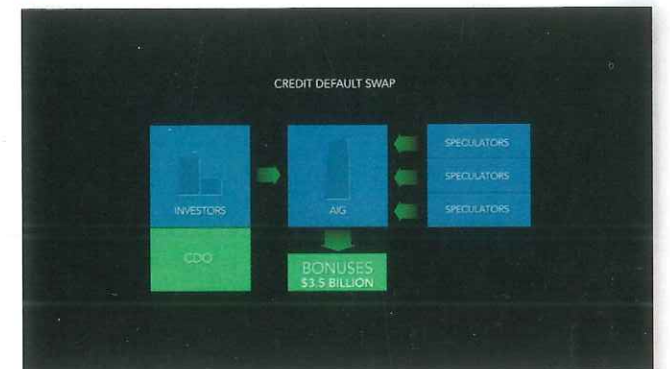 CREDIT DEFAULT SWAP
INVESTORS
AIG
SPECULATORS
SPECULATORS
SPECULATORS
CDO
BONUSES
$3.5 BILLION